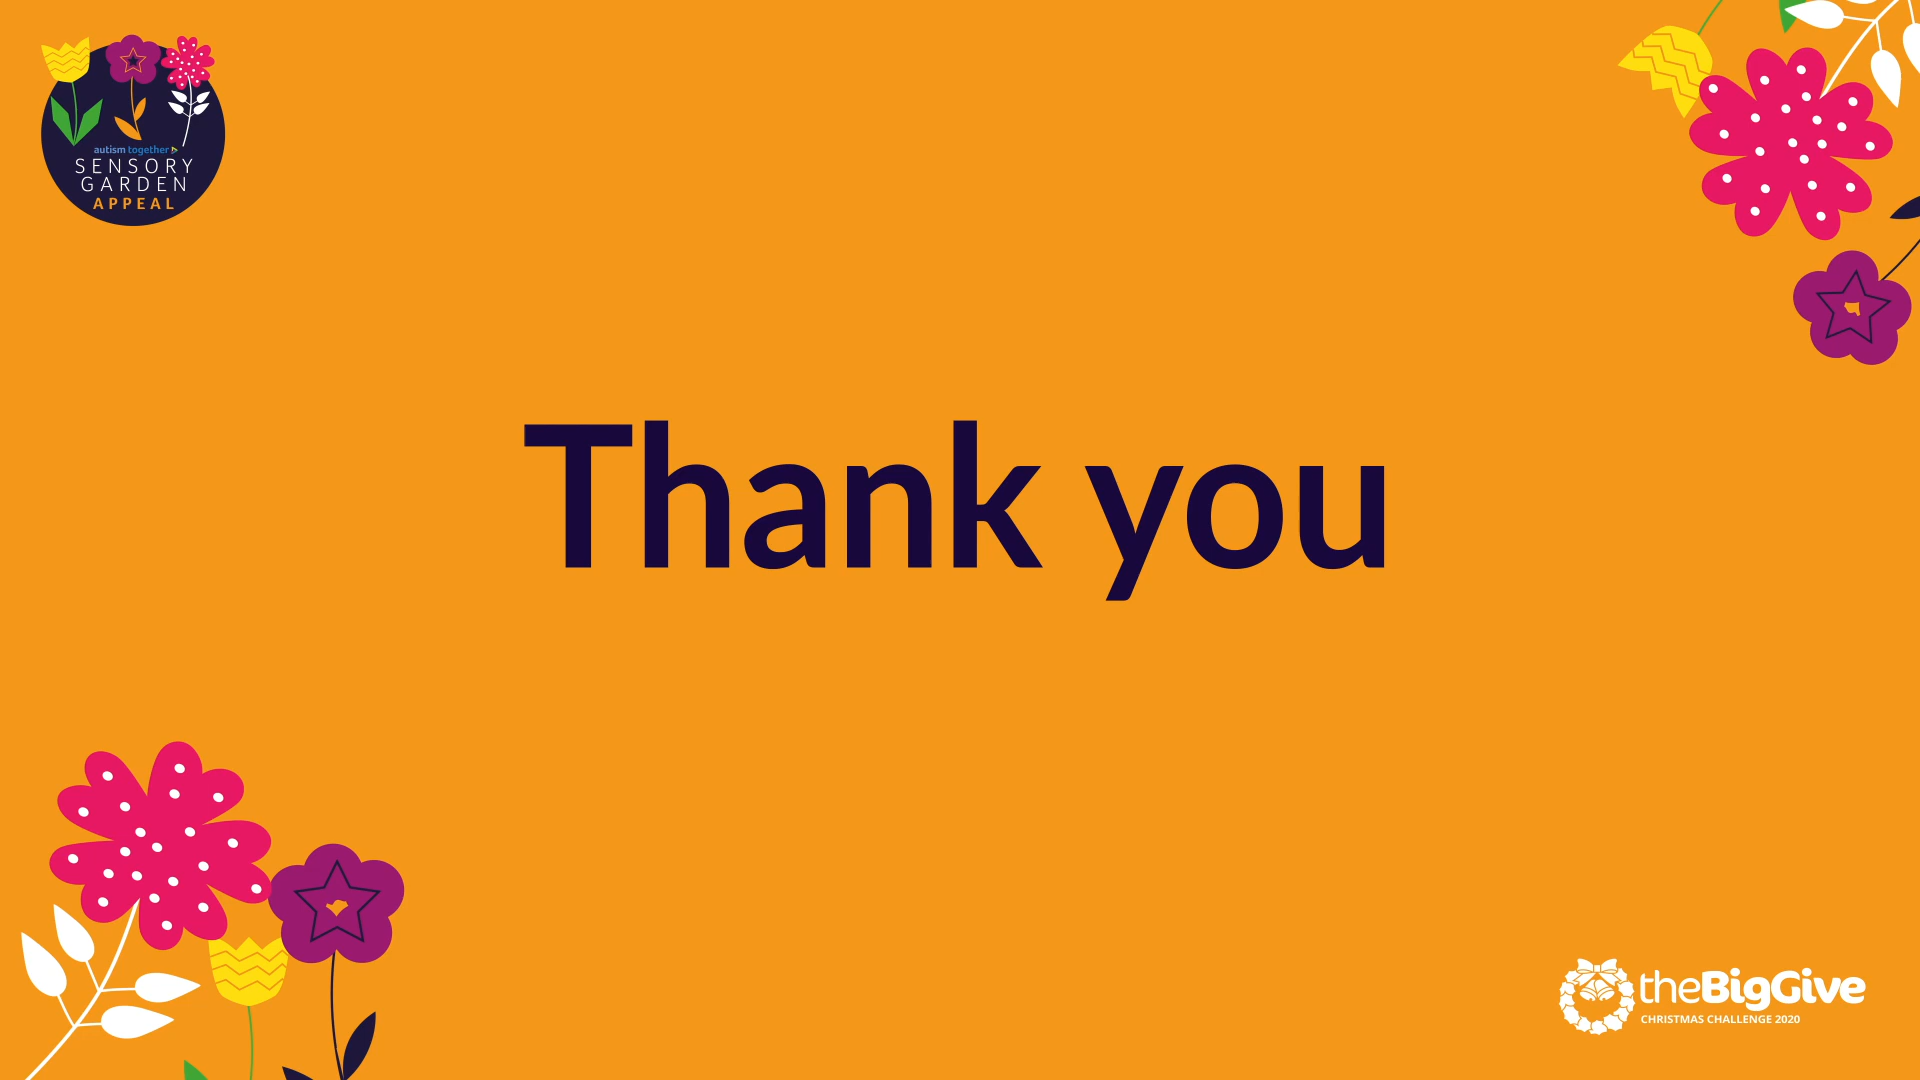 autism together
SENSORY
GARDEN
APPEAL
Thank you
theBigGive
CHRISTMAS CHALLENGE 2020